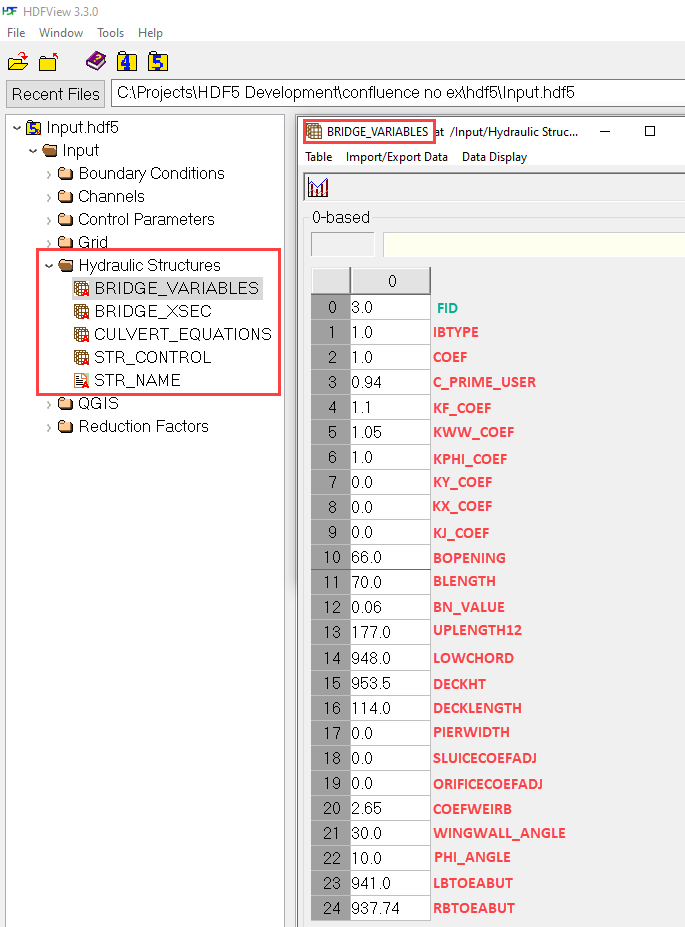 HDF HDFView 3.3.0
File Window Tools Help
4 5
Recent Files C:\Projects\HDF5 Development\confluence no ex\hdf5\Input.hdf5
5 Input.hdf5
Input
Boundary Conditions
Channels
Control Parameters
Grid
Hydraulic Structures
BRIDGE_VARIABLES
BRIDGE_XSEC
CULVERT_EQUATIONS
STR_CONTROL
STR_NAME
QGIS
Reduction Factors
BRIDGE_VARIABLES at /Input/Hydraulic Struc...
Table Import/Export Data Data Display
0-based
0
0 3.0 FID
1 1.0 IBTYPE
2 1.0 COEF
3 0.94 C_PRIME_USER
4 1.1 KF_COEF
5 1.05 KWW_COEF
6 1.0 KPHI_COEF
7 0.0 KY_COEF
8 0.0 KX_COEF
9 0.0 KJ_COEF
10 66.0 BOPENING
11 70.0 BLENGTH
12 0.06 BN_VALUE
13 177.0 UPLENGTH12
14 948.0 LOWCHORD
15 953.5 DECKHT
16 114.0 DECKLENGTH
17 0.0 PIERWIDTH
18 0.0 SLUICECOEFADJ
19 0.0 ORIFICECOEFADJ
20 2.65 COEFWEIRB
21 30.0 WINGWALL_ANGLE
22 10.0 PHI_ANGLE
23 941.0 LBTOEABUT
24 937.74 RBTOEABUT